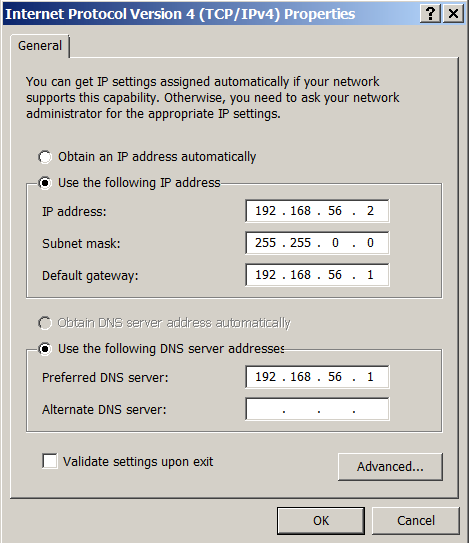 Internet Protocol Version 4 (TCP/IPv4) Properties
General
You can get IP settings assigned automatically if your network
supports this capability. Otherwise, you need to ask your network
administrator for the appropriate IP settings.
Obtain an IP address automatically
Use the following IP address
IP address: 192 . 168 . 56 . 2
Subnet mask: 255 . 255 . 0 . 0
Default gateway: 192 . 168 . 56 . 1
Obtain DNS server address automatically
Use the following DNS server addresses
Preferred DNS server: 192 . 168 . 56 . 1
Alternate DNS server: . . .
Validate settings upon exit
Advanced...
OK Cancel